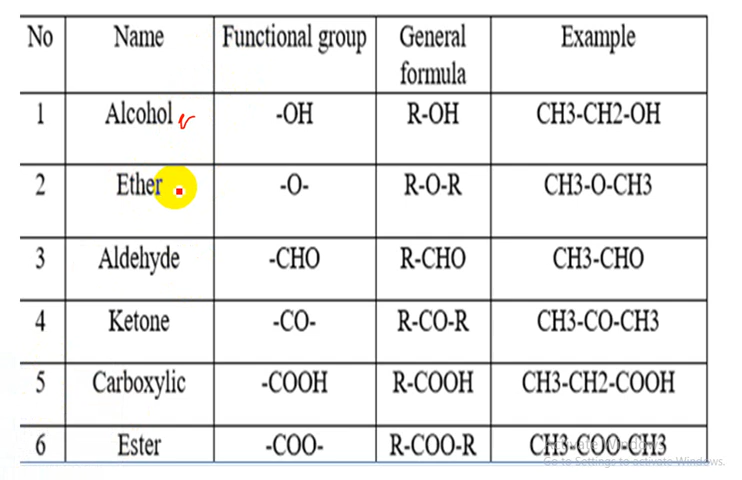 No Name Functional group General formula Example
1 Alcohol -OH R-OH CH3-CH2-OH
2 Ether -O- R-O-R CH3-O-CH3
3 Aldehyde -CHO R-CHO CH3-CHO
4 Ketone -CO- R-CO-R CH3-CO-CH3
5 Carboxylic -COOH R-COOH CH3-CH2-COOH
6 Ester -COO- R-COO-R CH3-COO-CH3
Activate Windows
Go to Settings to activate Windows.